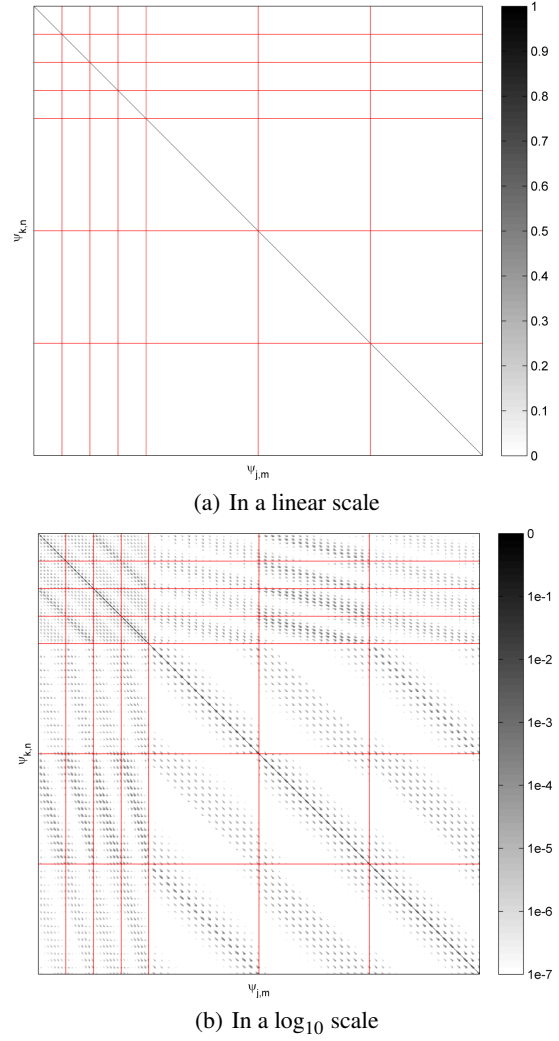 1
0.9
0.8
0.7
0.6
0.5
0.4
0.3
0.2
0.1
0
ψk,n
ψj,m
(a) In a linear scale
0
1e-1
1e-2
1e-3
1e-4
1e-5
1e-6
1e-7
ψk,n
ψj,m
(b) In a log10 scale